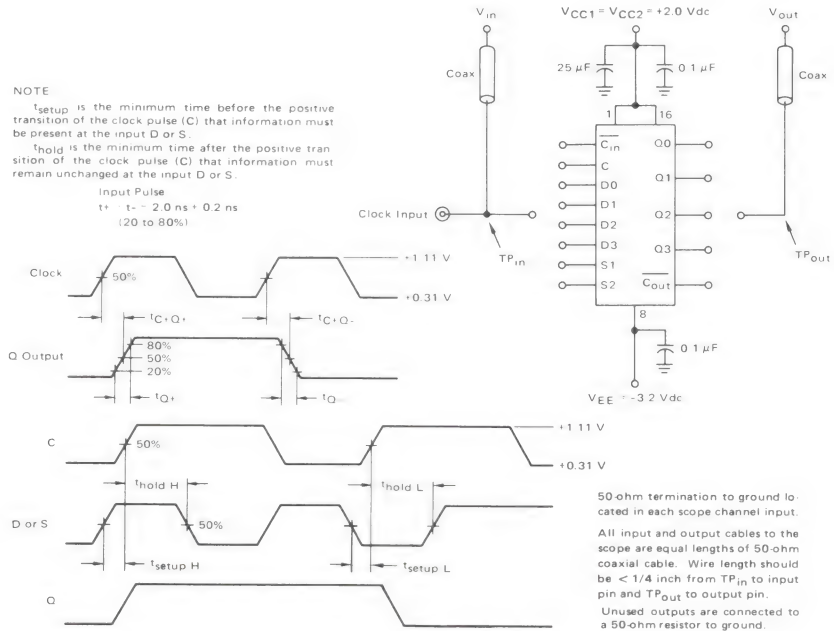 NOTE
tsetup is the minimum time before the positive
transition of the clock pulse (C) that information must
be present at the input D or S.
thold is the minimum time after the positive tran
sition of the clock pulse (C) that information must
remain unchanged at the input D or S.
Input Pulse
t+ = t- = 2.0 ns + 0.2 ns
(20 to 80%)
Vin
Coax
VCC1 = VCC2 = +2.0 Vdc
25 µF
0.1 µF
Vout
Coax
1
16
Cin
C
D0
D1
D2
D3
S1
S2
Q0
Q1
Q2
Q3
Cout
8
Clock Input
TPin
TPout
0.1 µF
VEE = -3.2 Vdc
Clock
50%
+1.11 V
+0.31 V
tC+Q+
tC+Q-
Q Output
80%
50%
20%
tQ+
tQ-
C
50%
+1.11 V
+0.31 V
thold H
thold L
D or S
50%
tsetup H
tsetup L
Q
50-ohm termination to ground lo-
cated in each scope channel input.
All input and output cables to the
scope are equal lengths of 50-ohm
coaxial cable. Wire length should
be < 1/4 inch from TPin to input
pin and TPout to output pin.
Unused outputs are connected to
a 50-ohm resistor to ground.